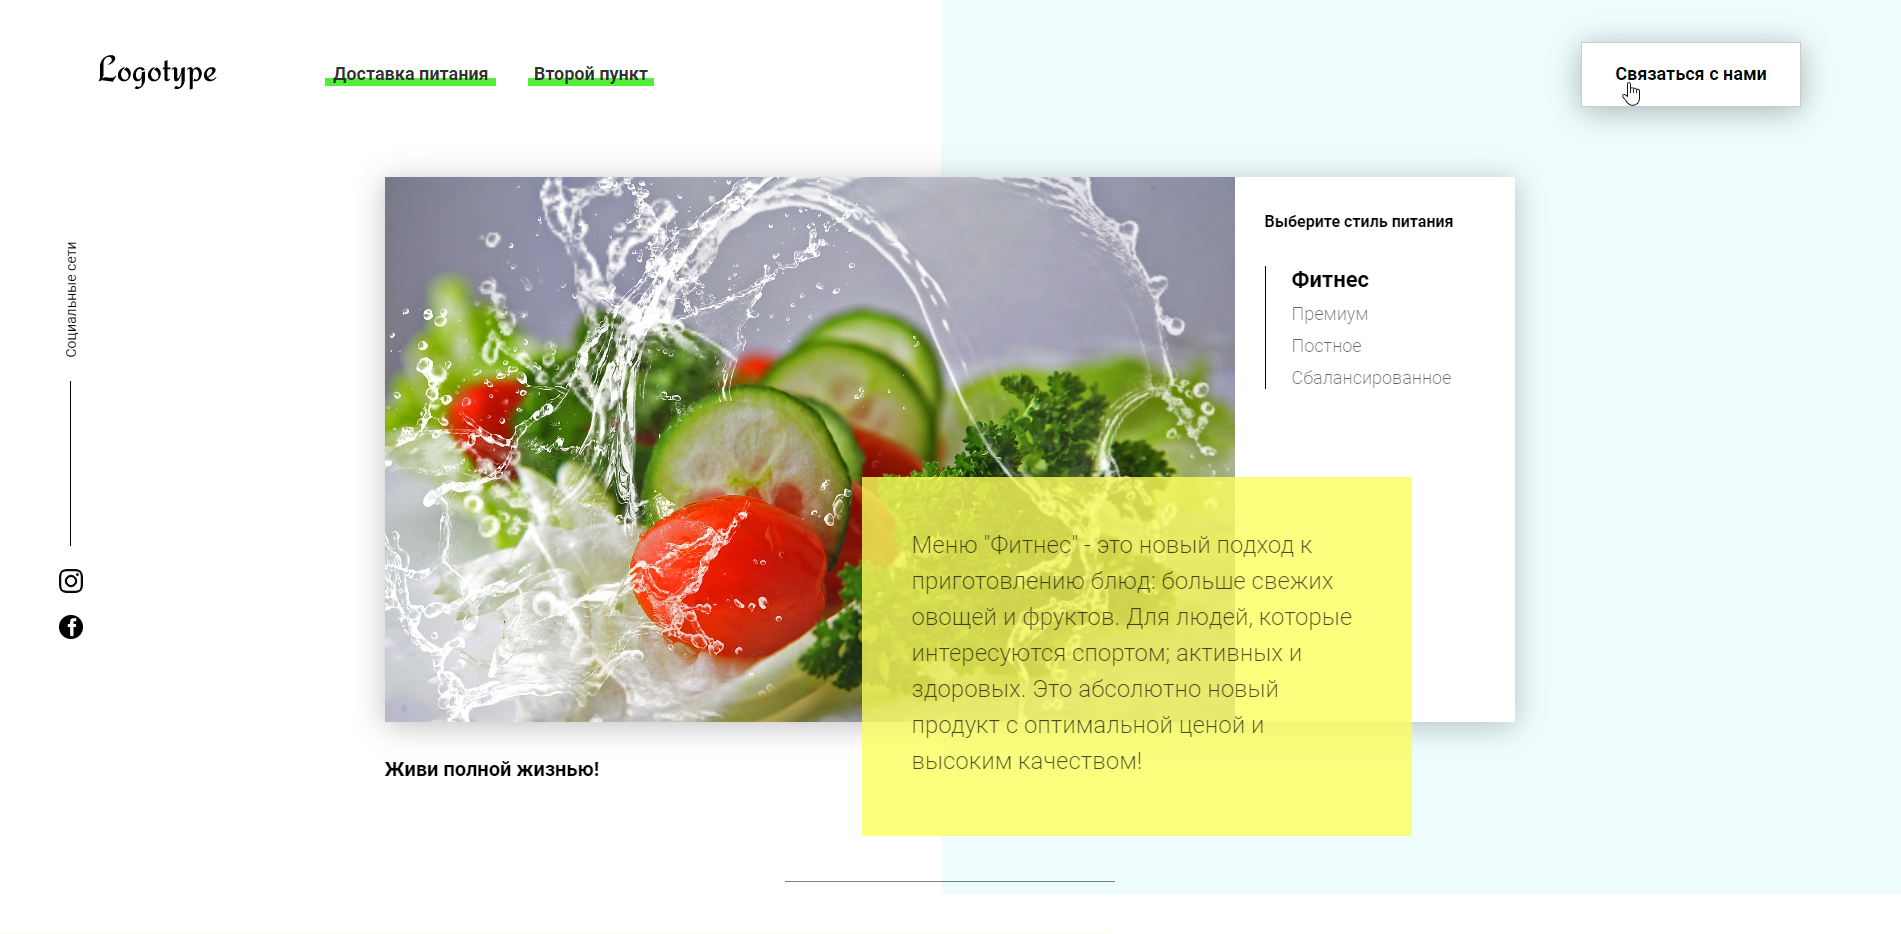 Logotype
Доставка питания
Второй пункт
Связаться с нами
Социальные сети
Выберите стиль питания
Фитнес
Премиум
Постное
Сбалансированное
Меню "Фитнес" - это новый подход к
приготовлению блюд: больше свежих
овощей и фруктов. Для людей, которые
интересуются спортом; активных и
здоровых. Это абсолютно новый
продукт с оптимальной ценой и
высоким качеством!
Живи полной жизнью!